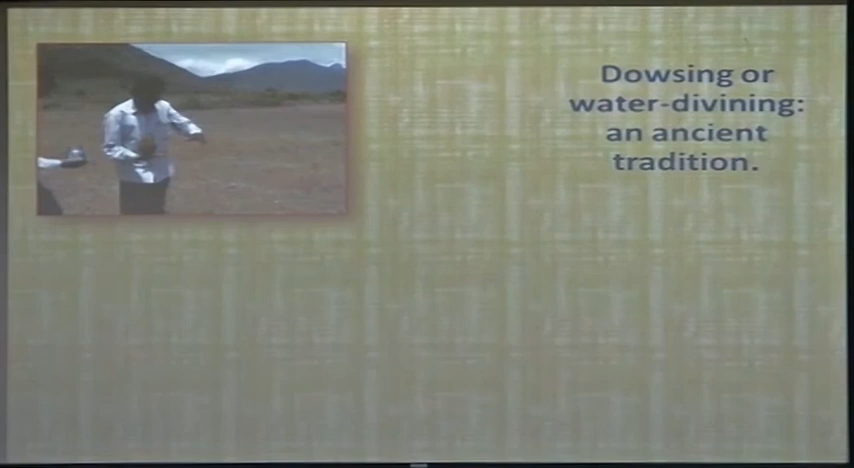 Dowsing or
water-divining:
an ancient
tradition.